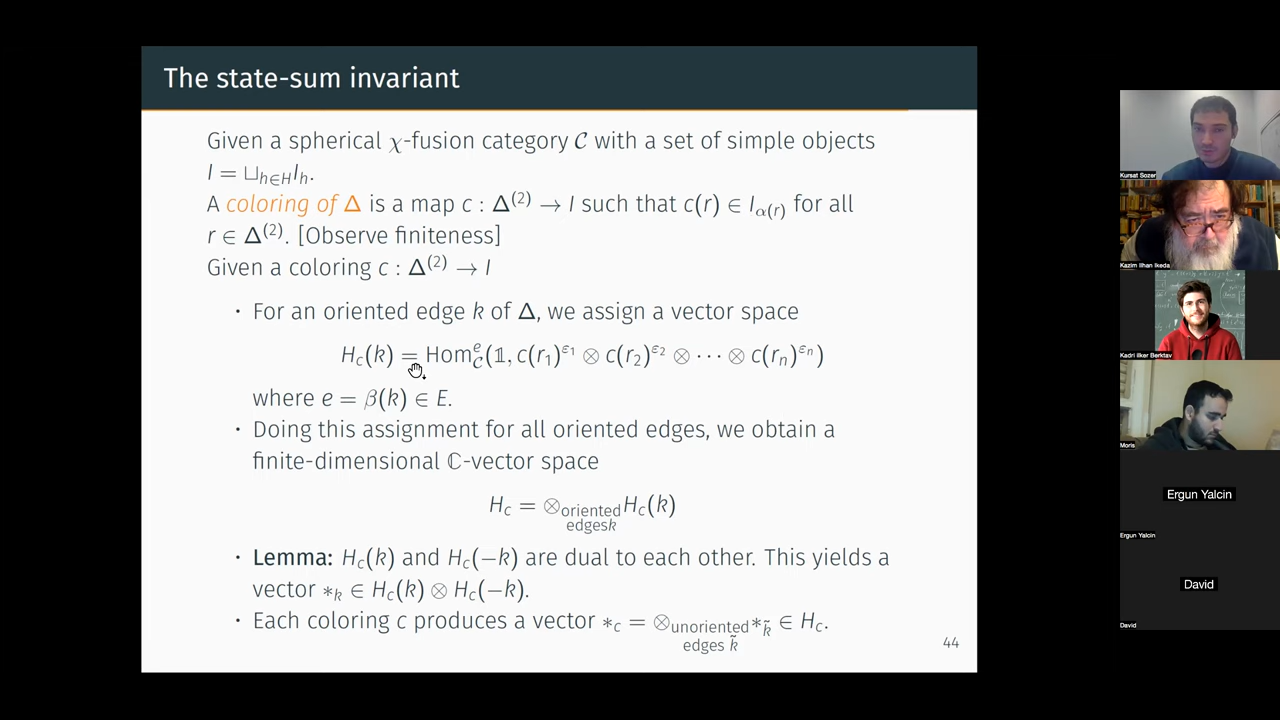 The state-sum invariant
Given a spherical χ-fusion category 𝒞 with a set of simple objects
I = ⊔_{h∈H} I_h.
A coloring of Δ is a map c : Δ^{(2)} → I such that c(r) ∈ I_{α(r)} for all
r ∈ Δ^{(2)}. [Observe finiteness]
Given a coloring c : Δ^{(2)} → I
• For an oriented edge k of Δ, we assign a vector space
H_c(k) = Hom^e_𝒞(𝟙, c(r_1)^{ε_1} ⊗ c(r_2)^{ε_2} ⊗ ⋯ ⊗ c(r_n)^{ε_n})
where e = β(k) ∈ E.
• Doing this assignment for all oriented edges, we obtain a
finite-dimensional ℂ-vector space
H_c = ⊗_{oriented edgesk} H_c(k)
• Lemma: H_c(k) and H_c(−k) are dual to each other. This yields a
vector *_k ∈ H_c(k) ⊗ H_c(−k).
• Each coloring c produces a vector *_c = ⊗_{unoriented edges k̃} *_k̃ ∈ H_c.
44
Kursat Sozer
Kazim Ilhan Ikeda
Kadri ilker Berktav
Moris
Ergun Yalcin
Ergun Yalcin
David
David